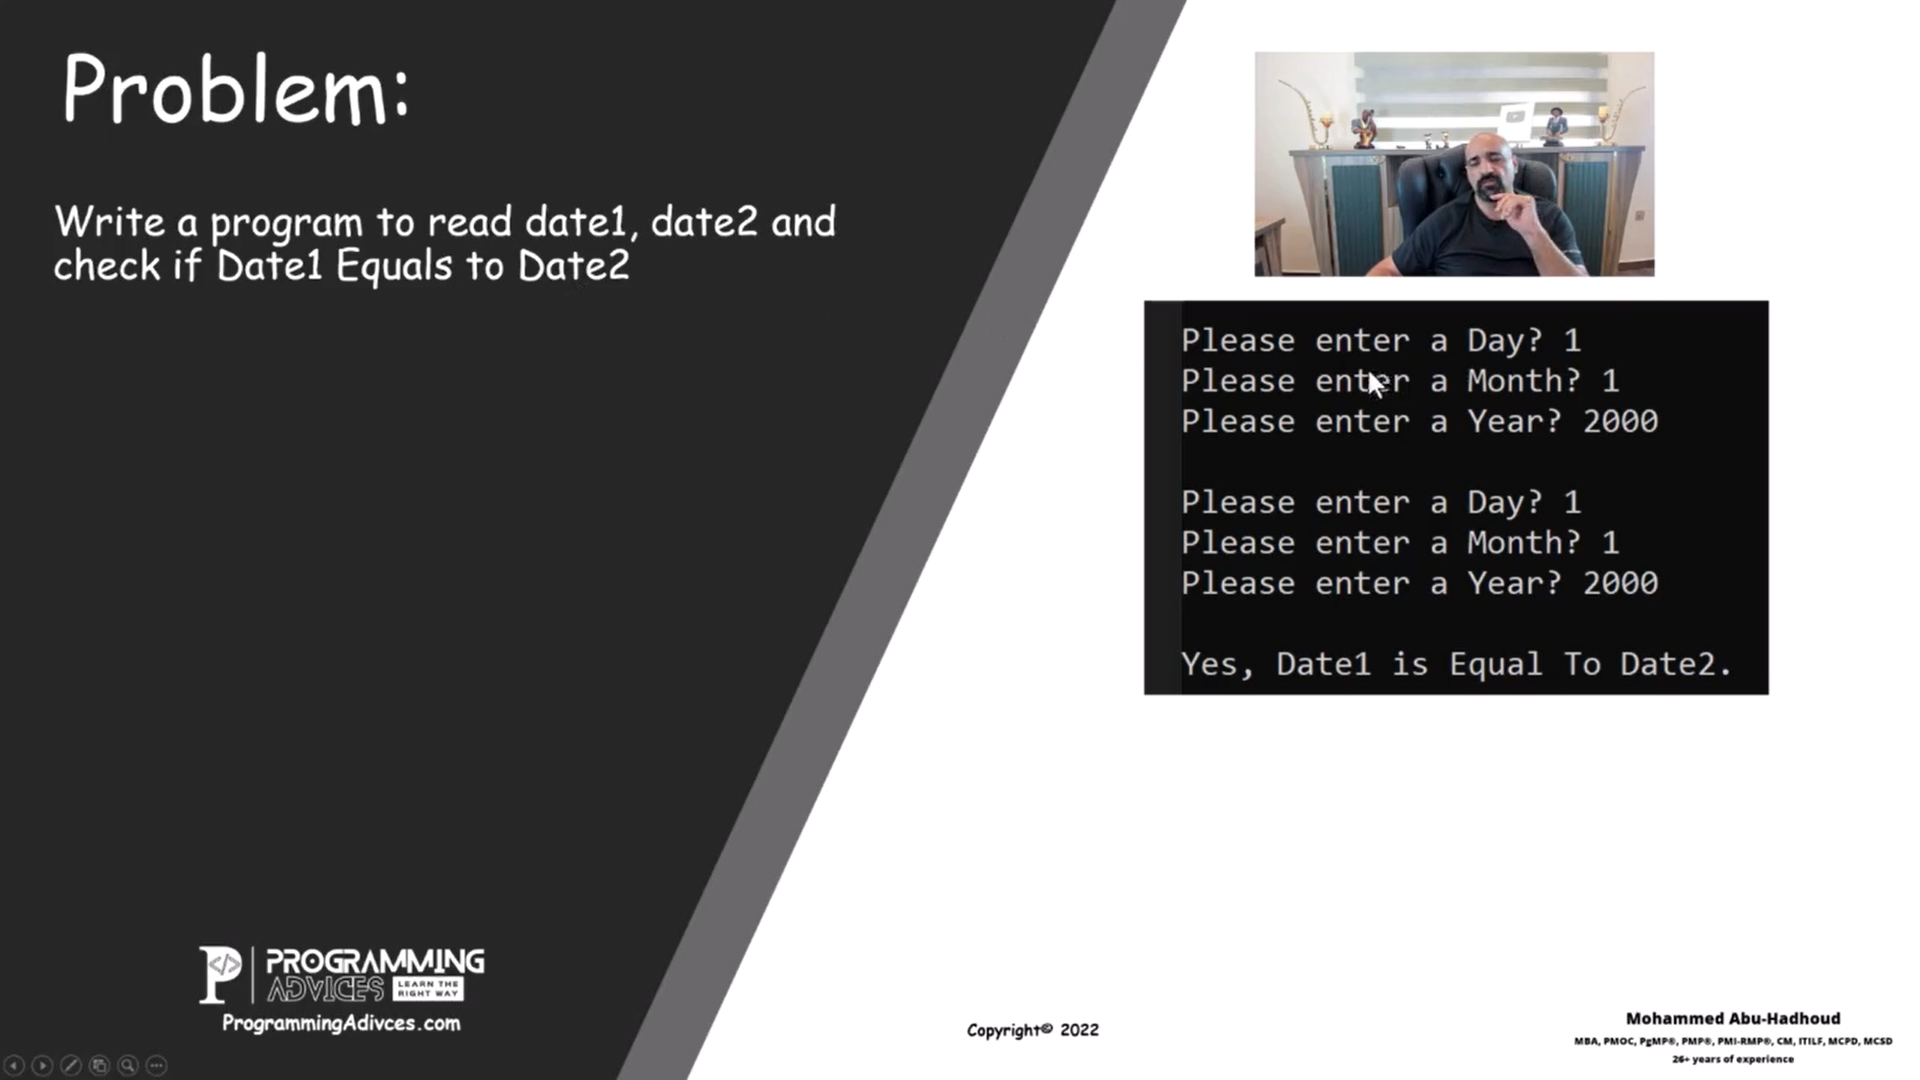 Problem:
Write a program to read date1, date2 and
check if Date1 Equals to Date2
Please enter a Day? 1
Please enter a Month? 1
Please enter a Year? 2000
Please enter a Day? 1
Please enter a Month? 1
Please enter a Year? 2000
Yes, Date1 is Equal To Date2.
P </> PROGRAMMING
ADVICES LEARN THE
RIGHT WAY
ProgrammingAdivces.com
Copyright© 2022
Mohammed Abu-Hadhoud
MBA, PMOC, PgMP®, PMP®, PMI-RMP®, CM, ITILF, MCPD, MCSD
26+ years of experience